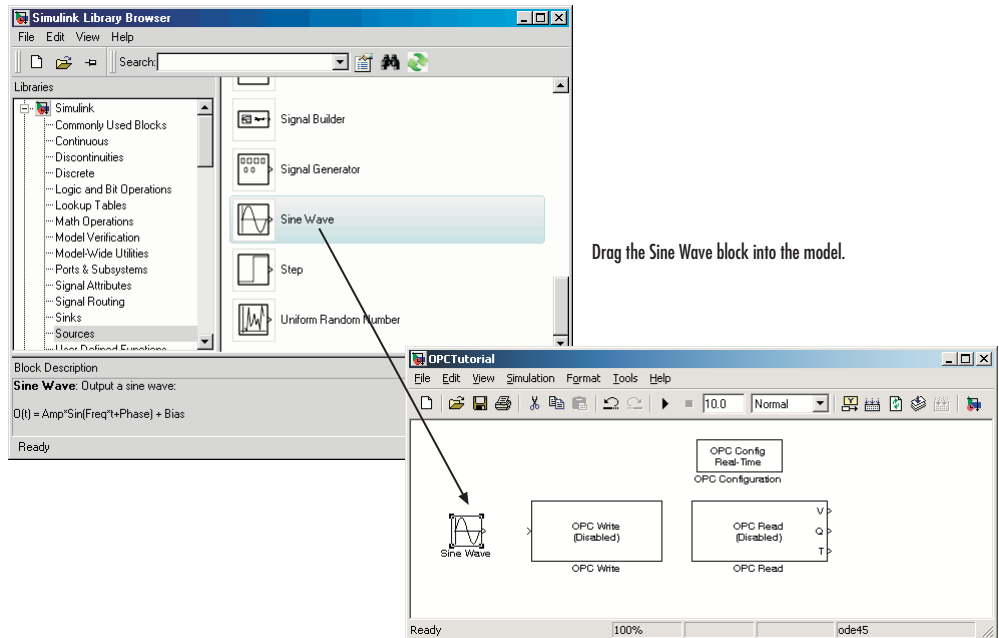 Simulink Library Browser
File Edit View Help
Search:
Libraries
Simulink
Commonly Used Blocks
Continuous
Discontinuities
Discrete
Logic and Bit Operations
Lookup Tables
Math Operations
Model Verification
Model-Wide Utilities
Ports & Subsystems
Signal Attributes
Signal Routing
Sinks
Sources
User-Defined Functions
Signal Builder
Signal Generator
Sine Wave
Step
Uniform Random Number
Block Description
Sine Wave: Output a sine wave:
O(t) = Amp*Sin(Freq*t+Phase) + Bias
Ready
Drag the Sine Wave block into the model.
OPCTutorial
File Edit View Simulation Format Tools Help
10.0 Normal
OPC Config
Real-Time
OPC Configuration
Sine Wave
OPC Write
(Disabled)
OPC Write
OPC Read
(Disabled)
V
Q
T
OPC Read
Ready 100% ode45